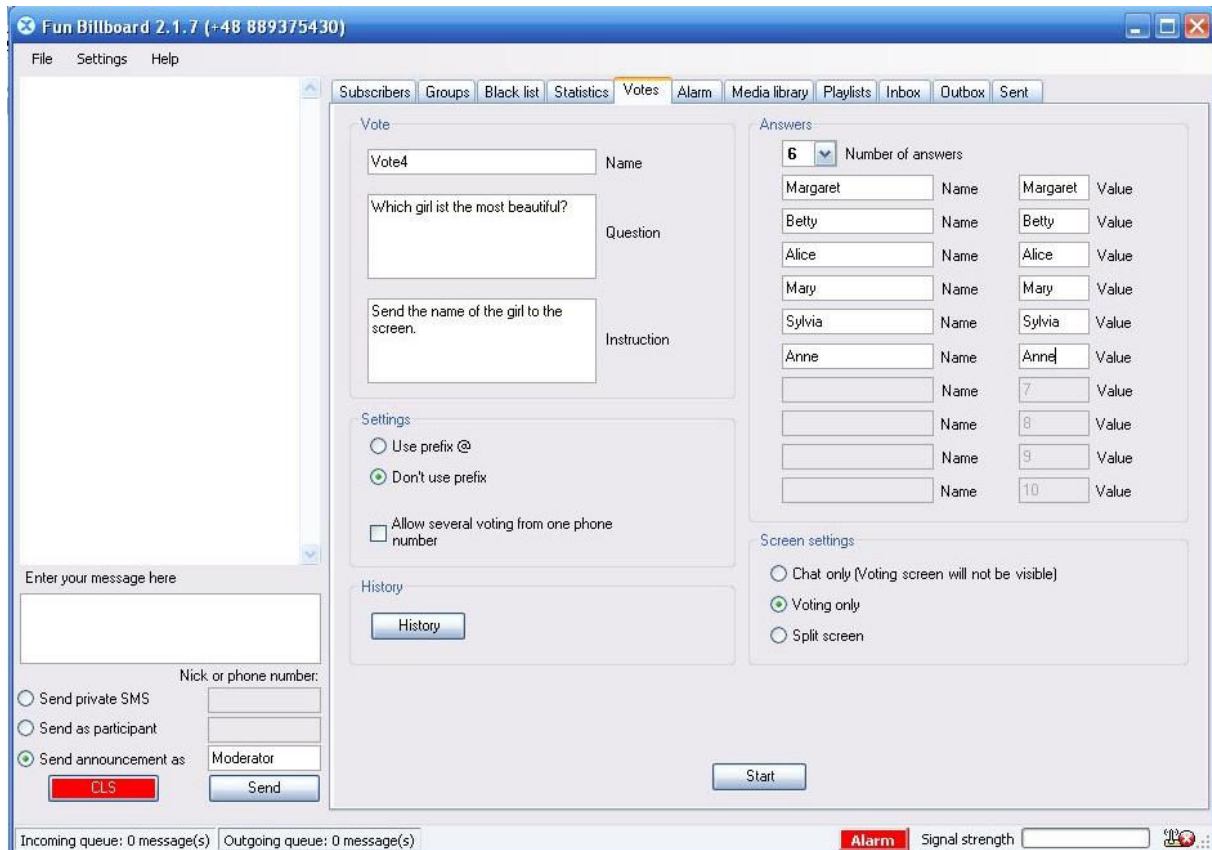 Fun Billboard 2.1.7 (+48 889375430)
File Settings Help
Subscribers Groups Black list Statistics Votes Alarm Media library Playlists Inbox Outbox Sent
Vote
Vote4 Name
Which girl ist the most beautiful?
Question
Send the name of the girl to the
screen.
Instruction
Settings
Use prefix @
Don't use prefix
Allow several voting from one phone
number
History
History
Answers
6 Number of answers
Margaret Name Margaret Value
Betty Name Betty Value
Alice Name Alice Value
Mary Name Mary Value
Sylvia Name Sylvia Value
Anne Name Anne Value
Name 7 Value
Name 8 Value
Name 9 Value
Name 10 Value
Screen settings
Chat only (Voting screen will not be visible)
Voting only
Split screen
Start
Enter your message here
Nick or phone number:
Send private SMS
Send as participant
Send announcement as Moderator
CLS Send
Incoming queue: 0 message(s) Outgoing queue: 0 message(s) Alarm Signal strength